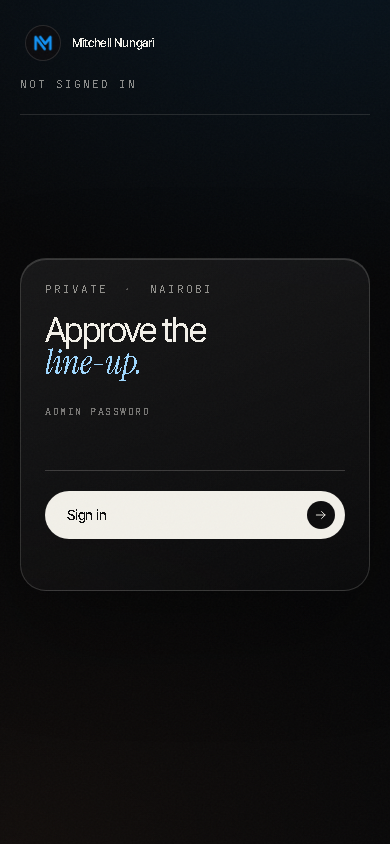 Mitchell Nungari
NOT SIGNED IN
PRIVATE · NAIROBI
Approve the
line-up.
ADMIN PASSWORD
Sign in